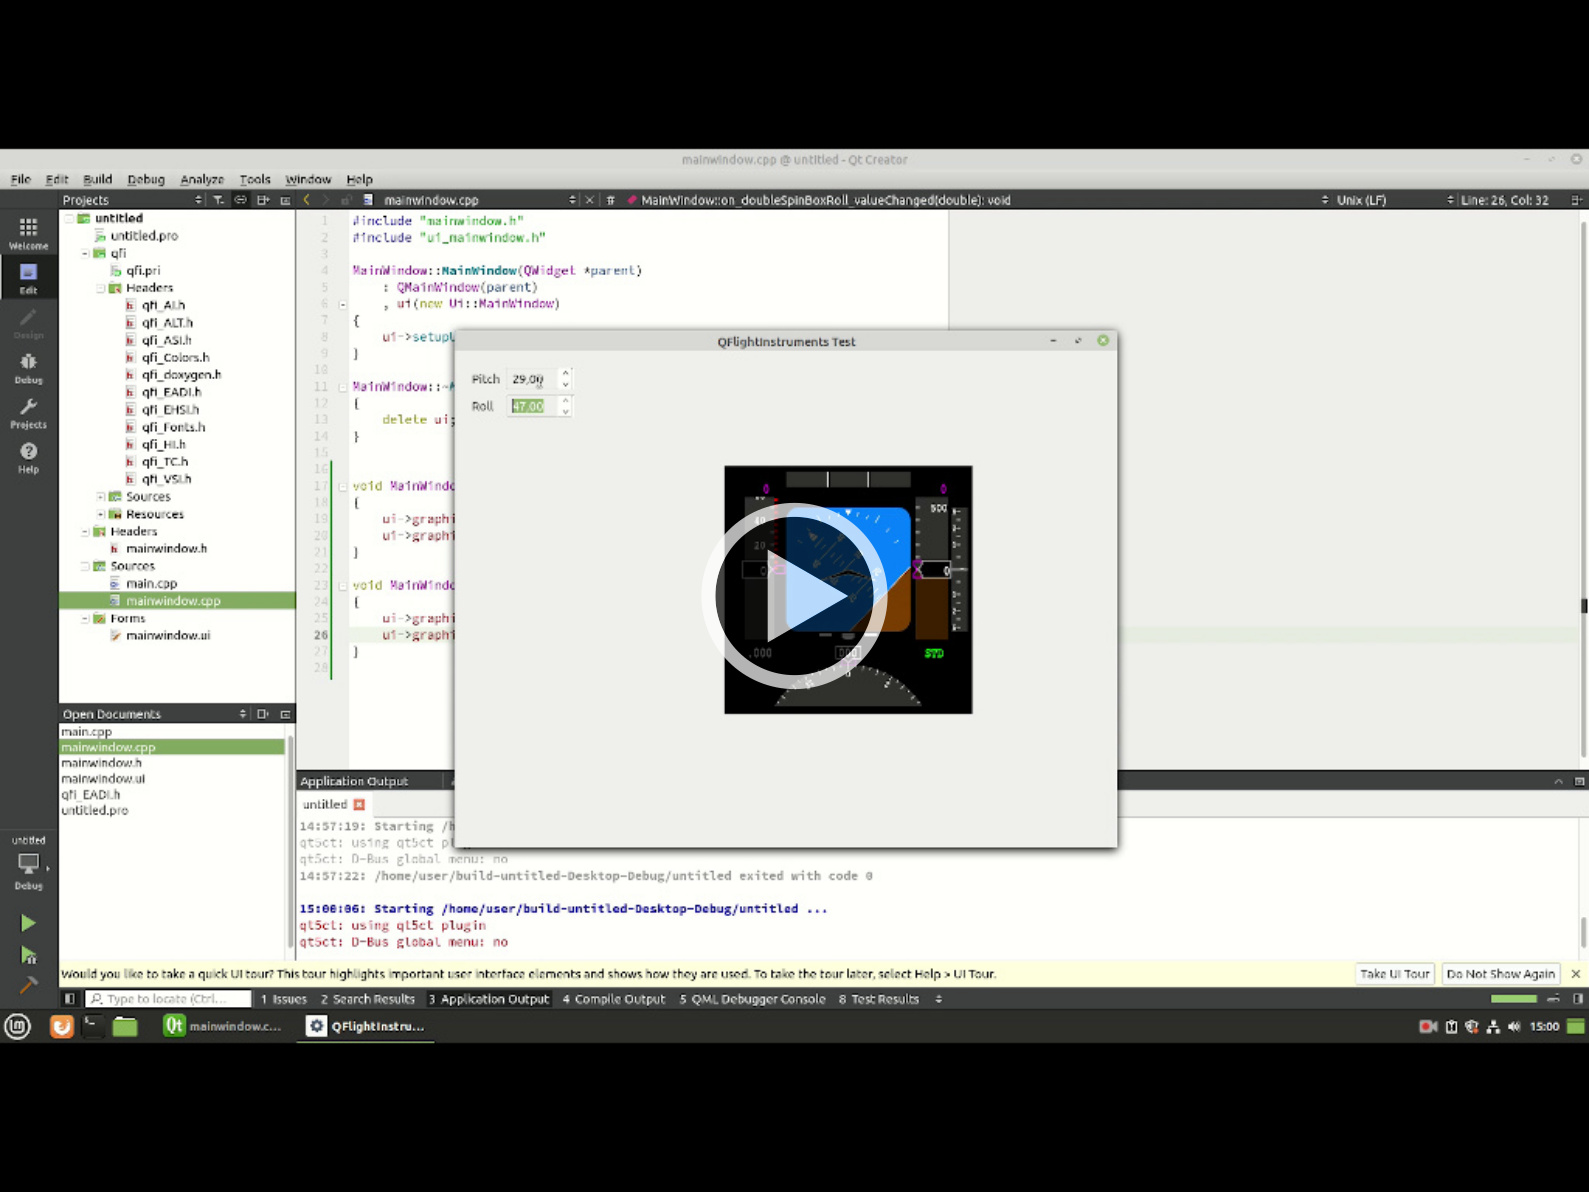 mainwindow.cpp @ untitled - Qt Creator
File Edit Build Debug Analyze Tools Window Help
Projects
mainwindow.cpp
# MainWindow::on_doubleSpinBoxRoll_valueChanged(double): void
Unix (LF)
Line: 26, Col: 32
Welcome
Edit
Design
Debug
Projects
Help
untitled
untitled.pro
qfi
qfi.pri
Headers
qfi_AI.h
qfi_ALT.h
qfi_ASI.h
qfi_Colors.h
qfi_doxygen.h
qfi_EADI.h
qfi_EHSI.h
qfi_Fonts.h
qfi_HI.h
qfi_TC.h
qfi_VSI.h
Sources
Resources
Headers
mainwindow.h
Sources
main.cpp
mainwindow.cpp
Forms
mainwindow.ui
1 #include "mainwindow.h"
2 #include "ui_mainwindow.h"
3
4 MainWindow::MainWindow(QWidget *parent)
5 : QMainWindow(parent)
6 , ui(new Ui::MainWindow)
7 {
8 ui->setupU
9 }
10
11 MainWindow::~M
12 {
13 delete ui;
14 }
15
16
17 void MainWindo
18 {
19 ui->graphi
20 ui->graphi
21 }
22
23 void MainWindo
24 {
25 ui->graphi
26 ui->graphi
27 }
28
QFlightInstruments Test
Pitch 29,00
Roll 47,00
0 0
40
500
20
0 0
.000 000 STD
0
2
Open Documents
main.cpp
mainwindow.cpp
mainwindow.h
mainwindow.ui
qfi_EADI.h
untitled.pro
untitled
Debug
Application Output
untitled
14:57:19: Starting /h
qt5ct: using qt5ct pl
qt5ct: D-Bus global menu: no
14:57:22: /home/user/build-untitled-Desktop-Debug/untitled exited with code 0
15:00:06: Starting /home/user/build-untitled-Desktop-Debug/untitled ...
qt5ct: using qt5ct plugin
qt5ct: D-Bus global menu: no
Would you like to take a quick UI tour? This tour highlights important user interface elements and shows how they are used. To take the tour later, select Help > UI Tour.
Take UI Tour
Do Not Show Again
Type to locate (Ctrl...
1 Issues 2 Search Results 3 Application Output 4 Compile Output 5 QML Debugger Console 8 Test Results
Qt mainwindow.c...
QFlightInstru...
15:00